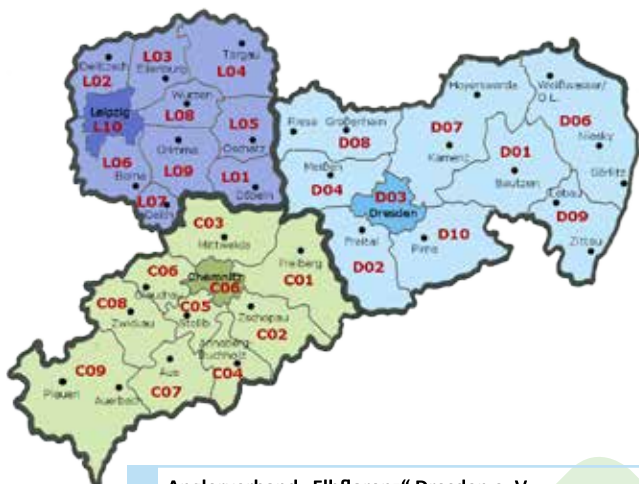 L03
Torgau
Delitzsch
Eilenburg
L02
L04
Wurzen
Leipzig
L08
L10
L05
Oschatz
Grimma
L06
L09
L01
Borna
L07
Geithain
Döbeln
Hoyerswerda
Weißwasser/
O.L.
Riesa
Großenhain
D08
D07
D06
Niesky
Kamenz
D01
Meißen
D04
Bautzen
Görlitz
D03
Löbau
Dresden
D09
Freital
D10
Zittau
Pirna
D02
C03
Mittweida
Freiberg
C06
Chemnitz
C01
Glauchau
C06
C08
C05
Zschopau
Zwickau
Stollb.
C02
Annaberg-
Buchholz
C09
Aue
C04
Plauen
C07
Auerbach
Anglerverband „Elbflorenz“ Dresden e. V.